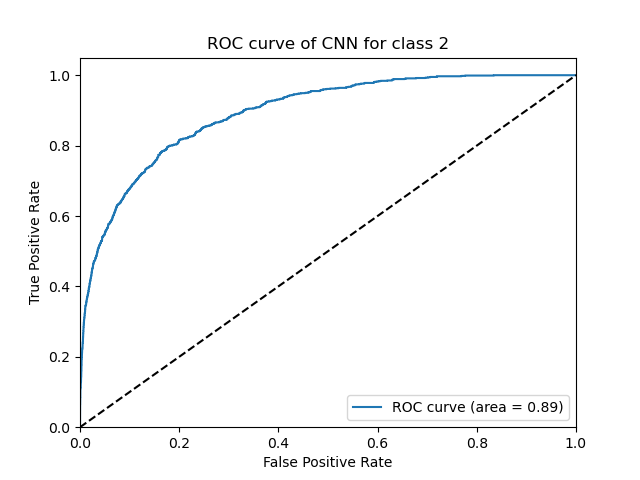 ROC curve of CNN for class 2
True Positive Rate
1.0
0.8
0.6
0.4
0.2
0.0
ROC curve (area = 0.89)
0.0 0.2 0.4 0.6 0.8 1.0
False Positive Rate